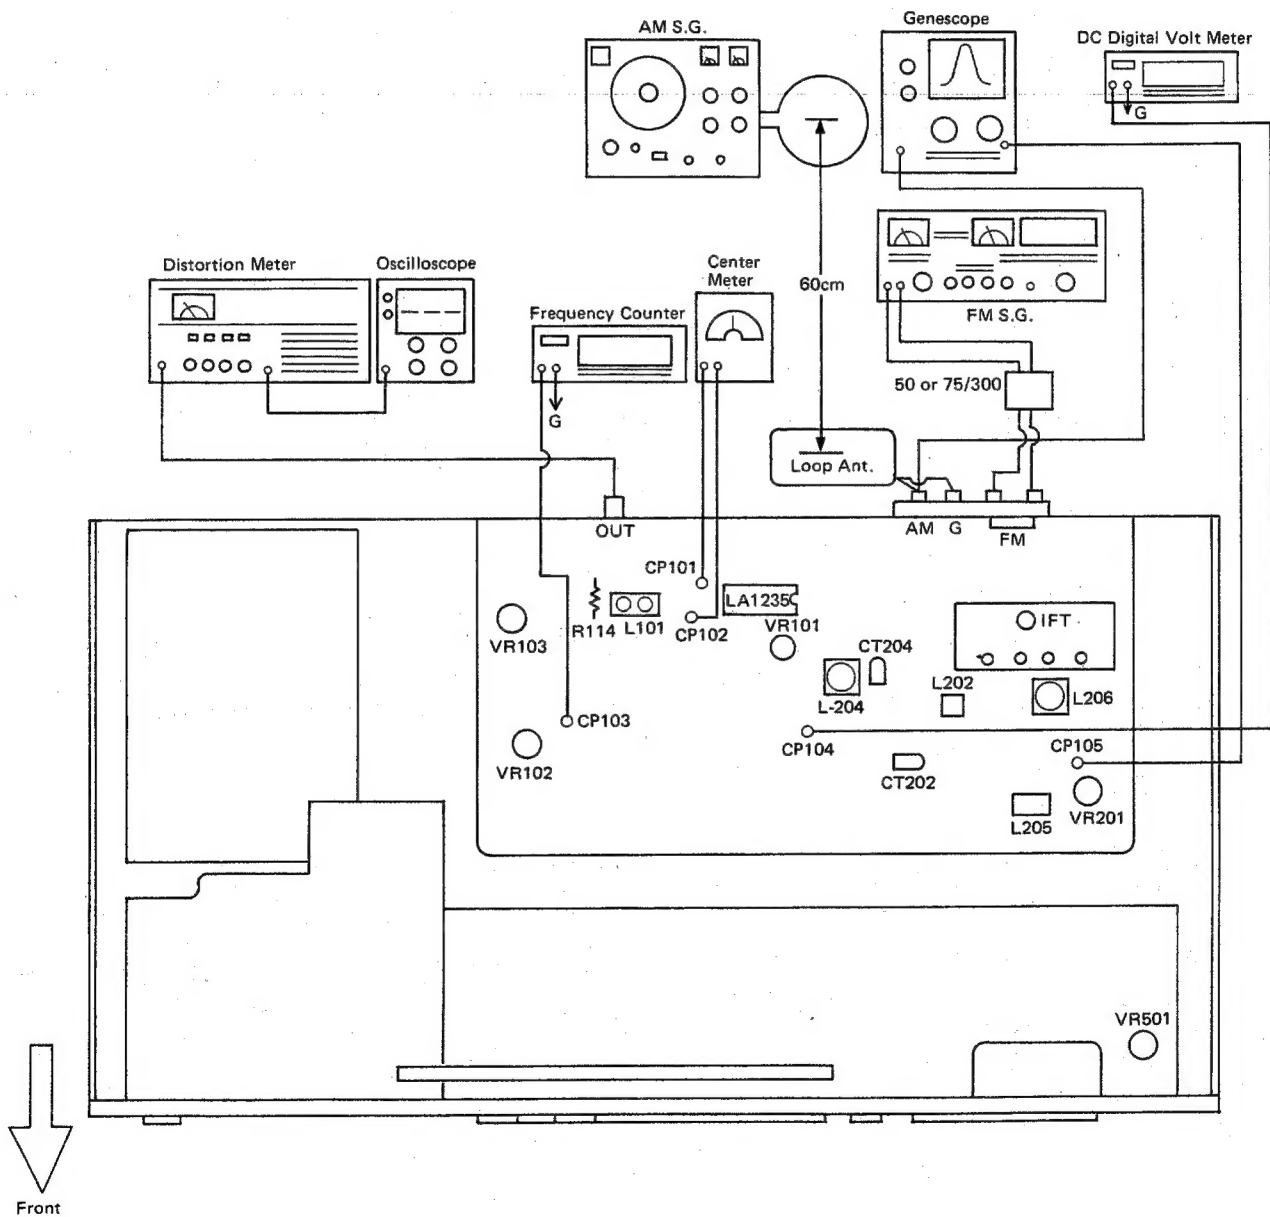 AM S.G.
Genescope
DC Digital Volt Meter
G
Distortion Meter
Oscilloscope
Center
Meter
Frequency Counter
G
60cm
FM S.G.
50 or 75/300
Loop Ant.
OUT
AM
G
FM
CP101
LA1235
R114
L101
CP102
VR101
VR103
CT204
IFT
L202
L-204
L206
CP103
CP104
CP105
VR102
CT202
L205
VR201
VR501
Front